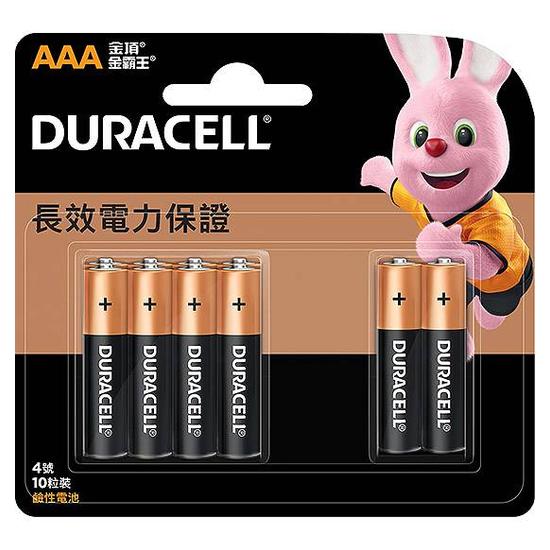 AAA 金頂®
金霸王®
DURACELL®
長效電力保證
+ + + + + +
DURACELL DURACELL DURACELL DURACELL DURACELL DURACELL
4號
10粒裝
鹼性電池